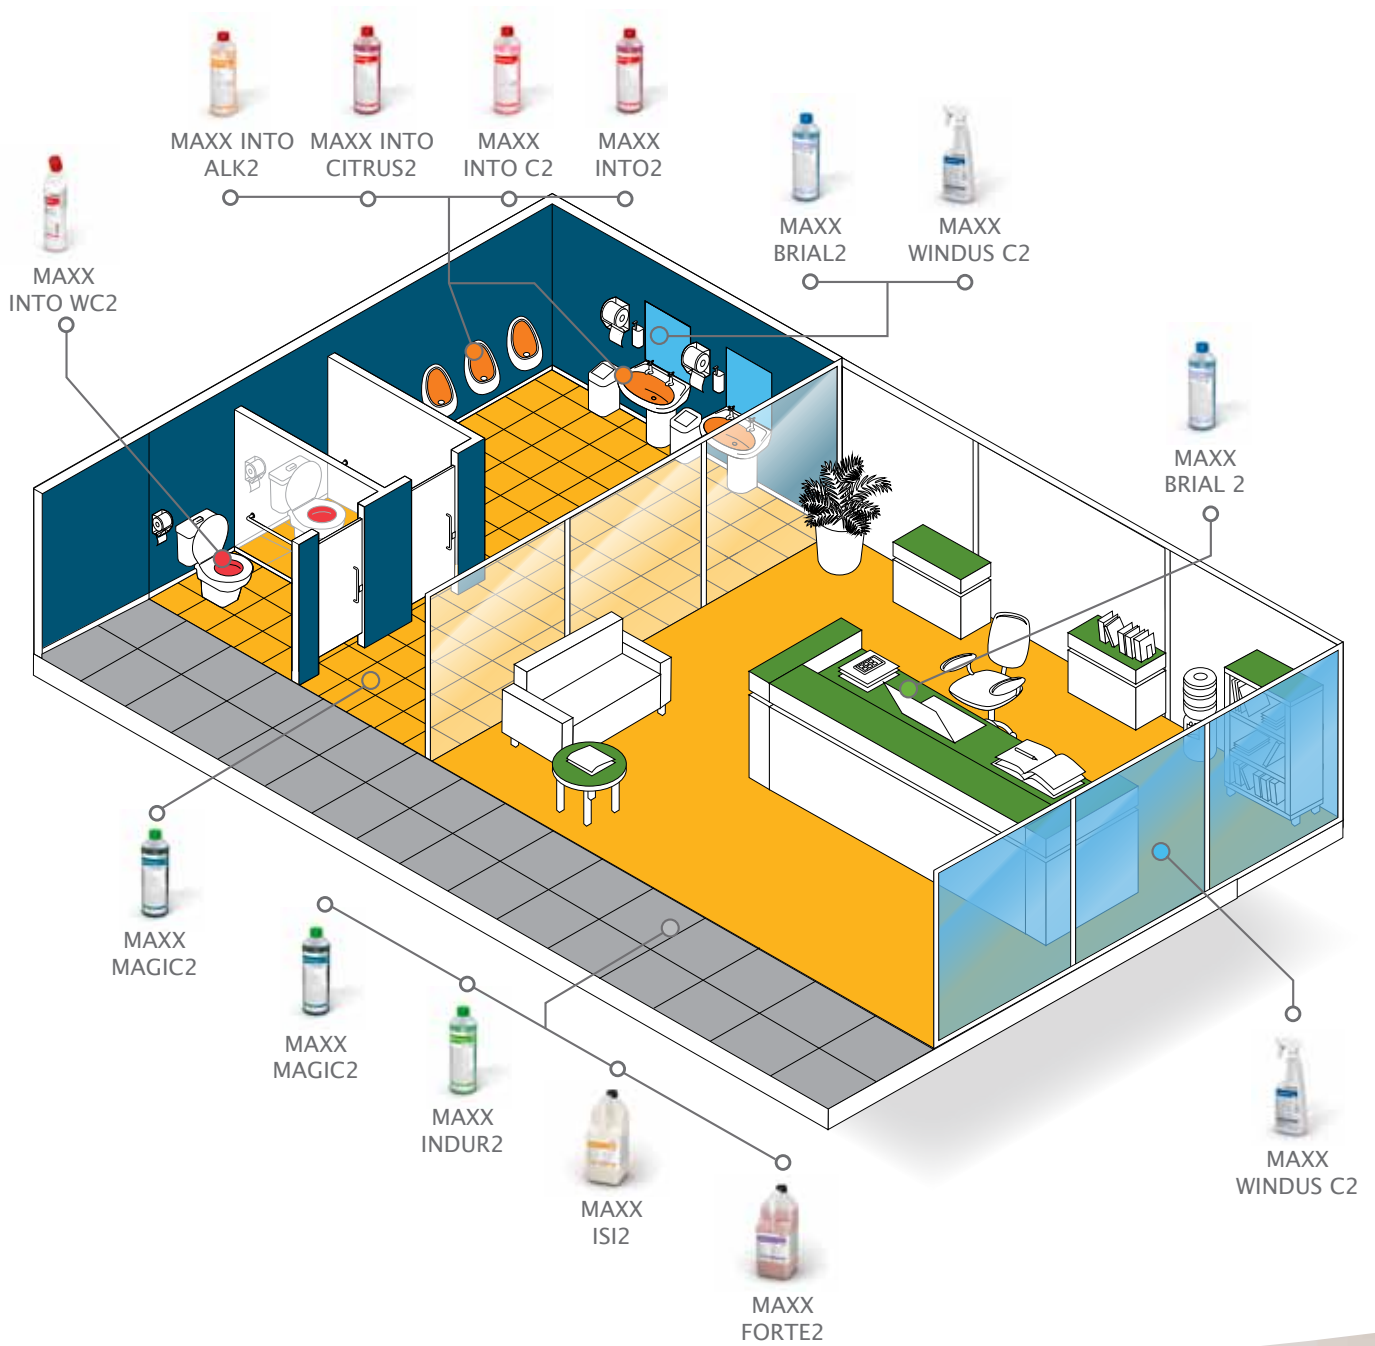 MAXX INTO
ALK2
MAXX INTO
CITRUS2
MAXX
INTO C2
MAXX
INTO2
MAXX
BRIAL2
MAXX
WINDUS C2
MAXX
INTO WC2
MAXX
BRIAL 2
MAXX
MAGIC2
MAXX
MAGIC2
MAXX
INDUR2
MAXX
ISI2
MAXX
FORTE2
MAXX
WINDUS C2